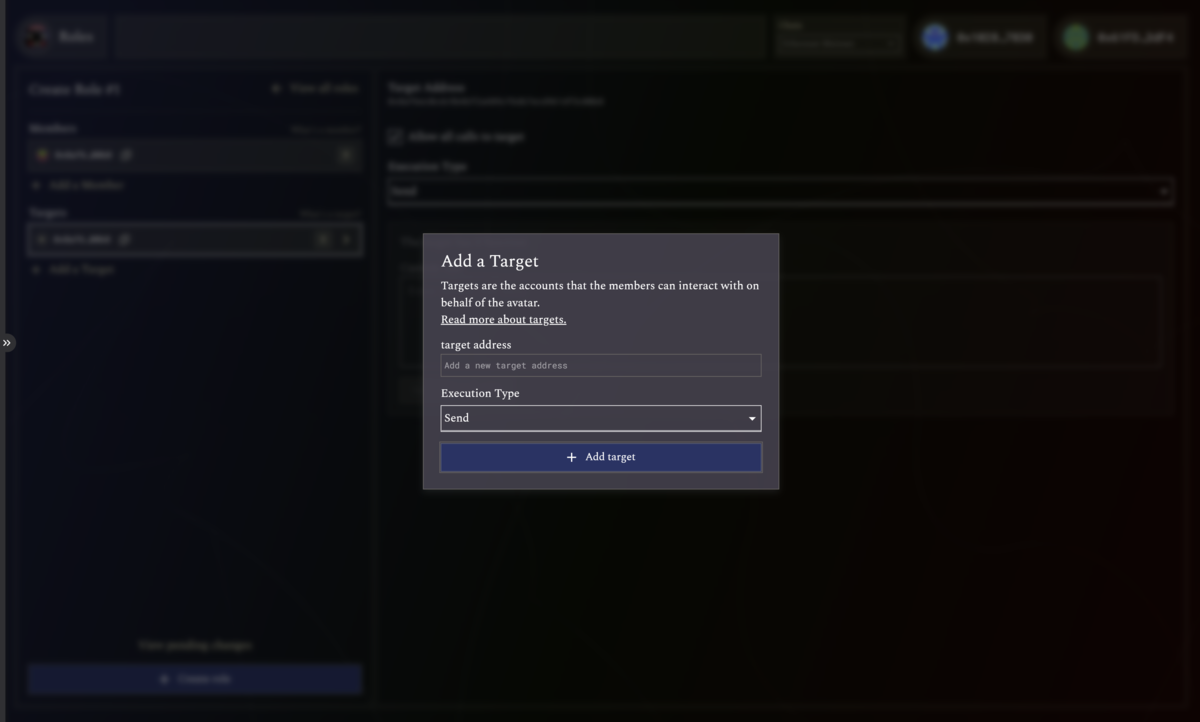 Roles
Create Role #1
View all roles
Members
Add a Member
Targets
Add a Target
View pending changes
Create role
Target Address
Allow all calls to target
Execution Type
Send
Add a Target
Targets are the accounts that the members can interact with on
behalf of the avatar.
Read more about targets.
target address
Add a new target address
Execution Type
Send
Add target